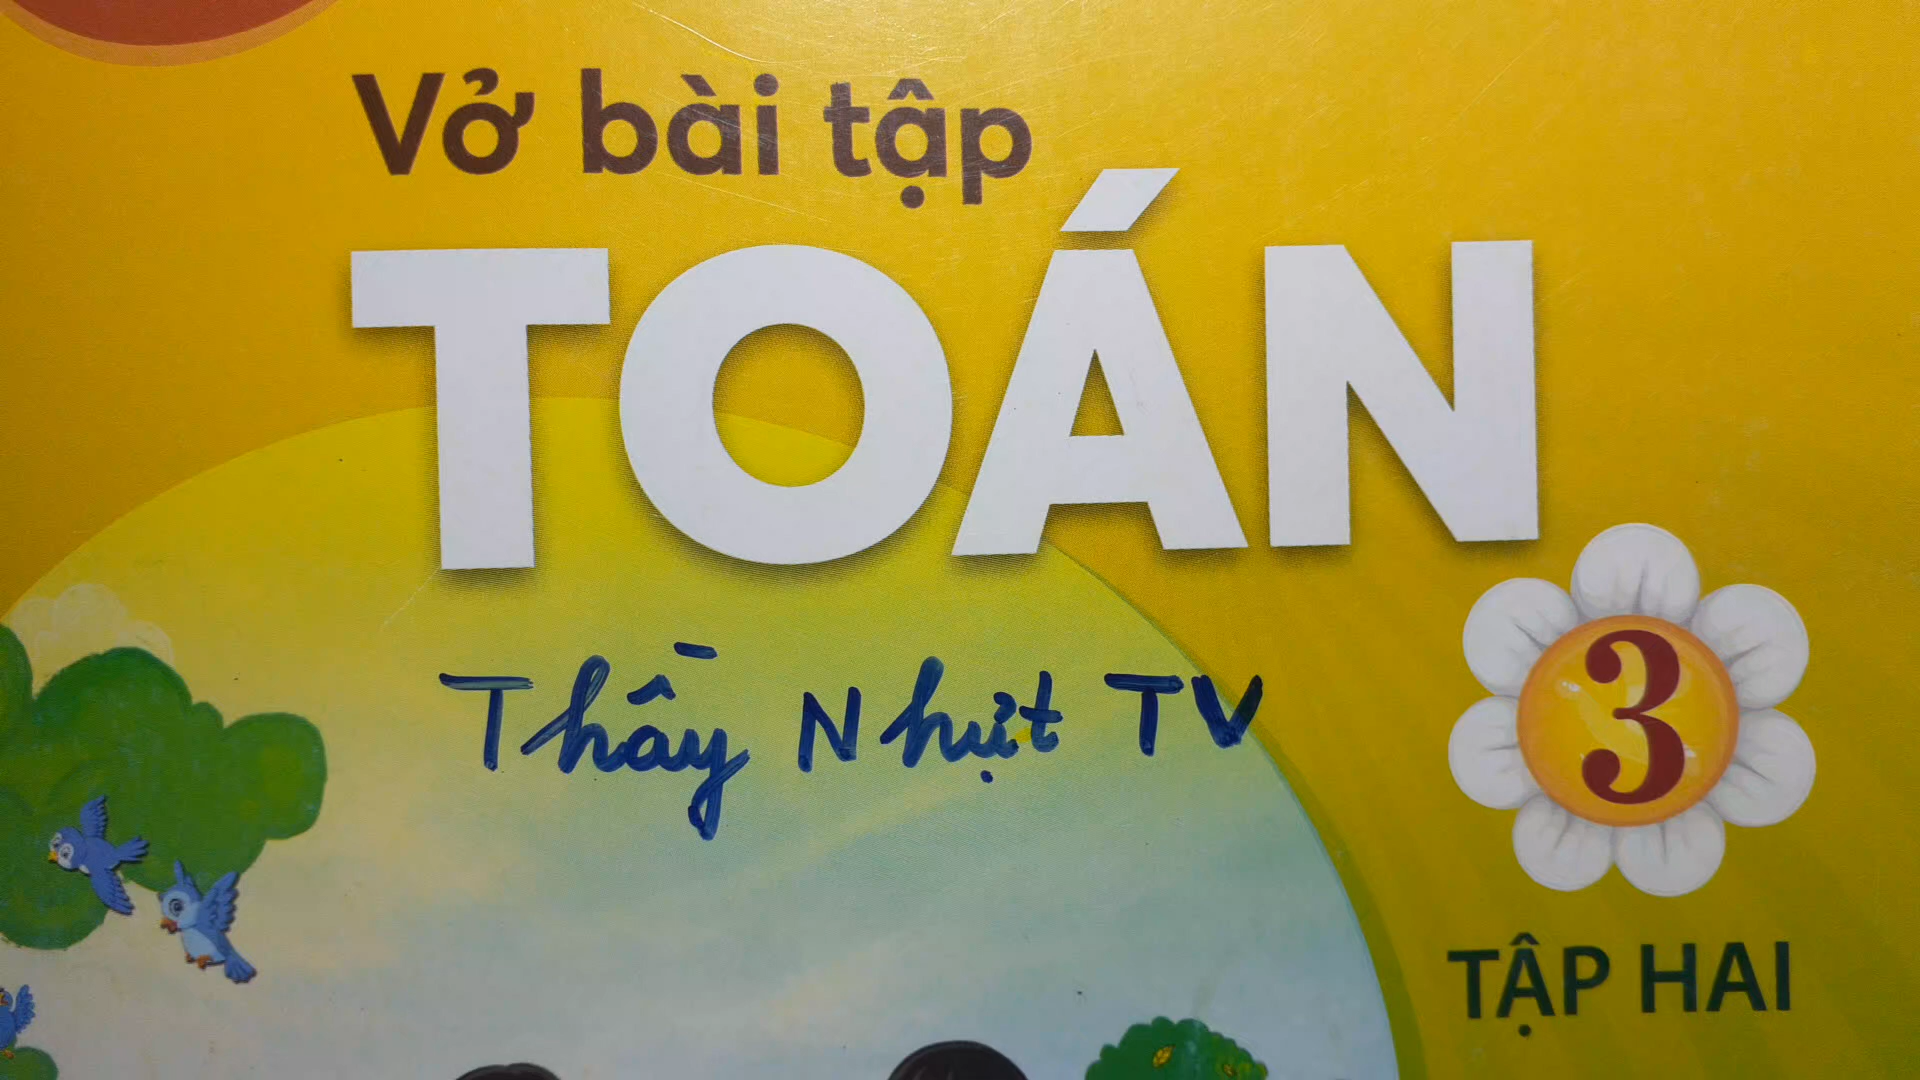 Vở bài tập
TOÁN
Thầy Nhựt TV
3
TẬP HAI